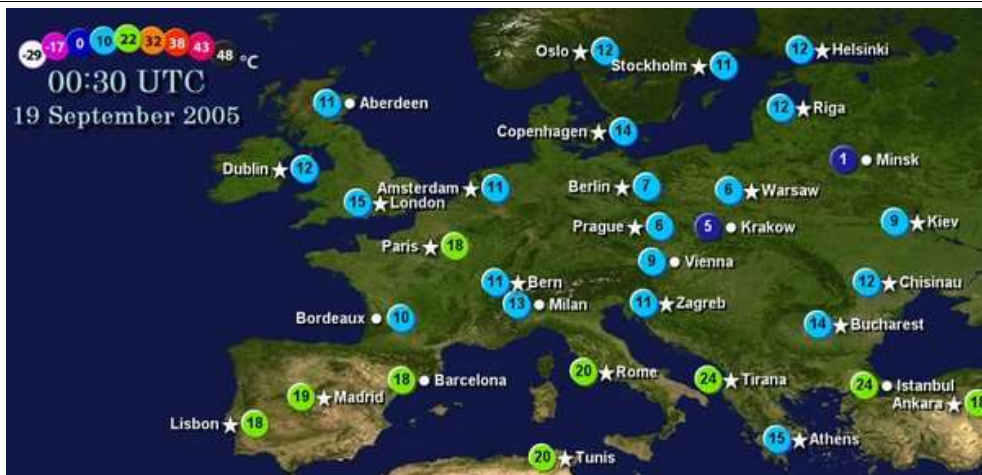 -29 -17 0 10 22 32 38 43 48 °C
00:30 UTC
19 September 2005
Oslo 12
12 Helsinki
Stockholm 11
11 Aberdeen
12 Riga
Copenhagen 14
1 Minsk
Dublin 12
Amsterdam 11
Berlin 7
6 Warsaw
15 London
9 Kiev
Prague 6
5 Krakow
Paris 18
9 Vienna
11 Bern
12 Chisinau
13 Milan
11 Zagreb
Bordeaux 10
14 Bucharest
20 Rome
24 Tirana
18 Barcelona
24 Istanbul
19 Madrid
Ankara
Lisbon 18
15 Athens
20 Tunis